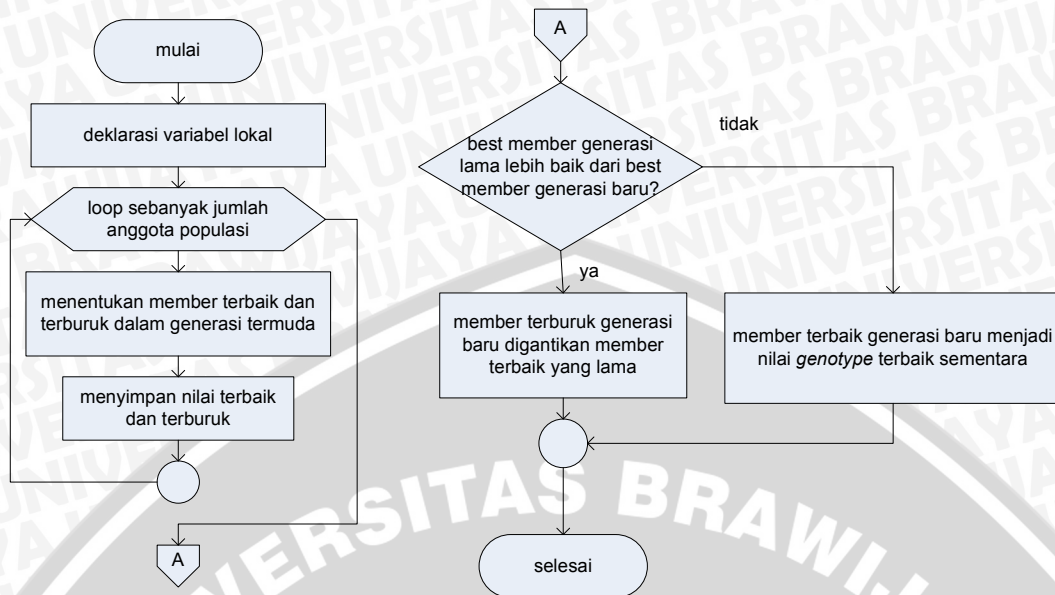 mulai
deklarasi variabel lokal
loop sebanyak jumlah
anggota populasi
menentukan member terbaik dan
terburuk dalam generasi termuda
menyimpan nilai terbaik
dan terburuk
A
A
best member generasi
lama lebih baik dari best
member generasi baru?
tidak
ya
member terburuk generasi
baru digantikan member
terbaik yang lama
member terbaik generasi baru menjadi
nilai genotype terbaik sementara
selesai
UNIVERSITAS BRAWIJAYA